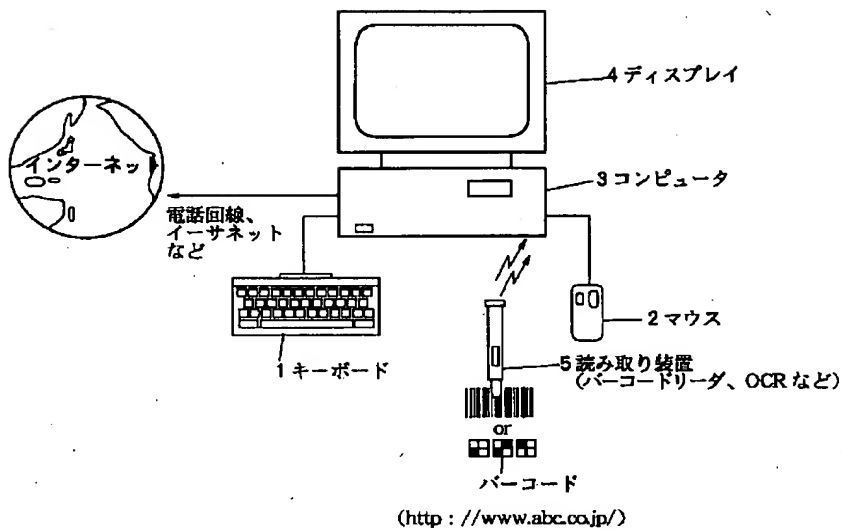 4 ディスプレイ
インターネット
3 コンピュータ
電話回線、
イーサネット
など
2 マウス
1 キーボード
5 読み取り装置
(バーコードリーダ、OCR など)
or
バーコード
(http : //www.abc.co.jp/)